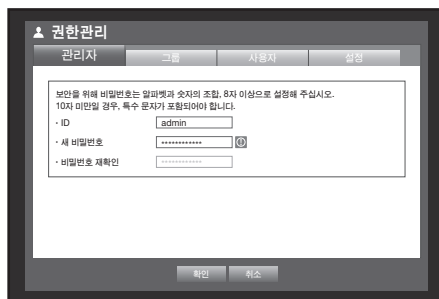 권한관리
관리자 그룹 사용자 설정
보안을 위해 비밀번호는 알파벳과 숫자의 조합, 8자 이상으로 설정해 주십시오.
10자 미만일 경우, 특수 문자가 포함되어야 합니다.
· ID admin
· 새 비밀번호 ************
· 비밀번호 재확인 ************
확인 취소